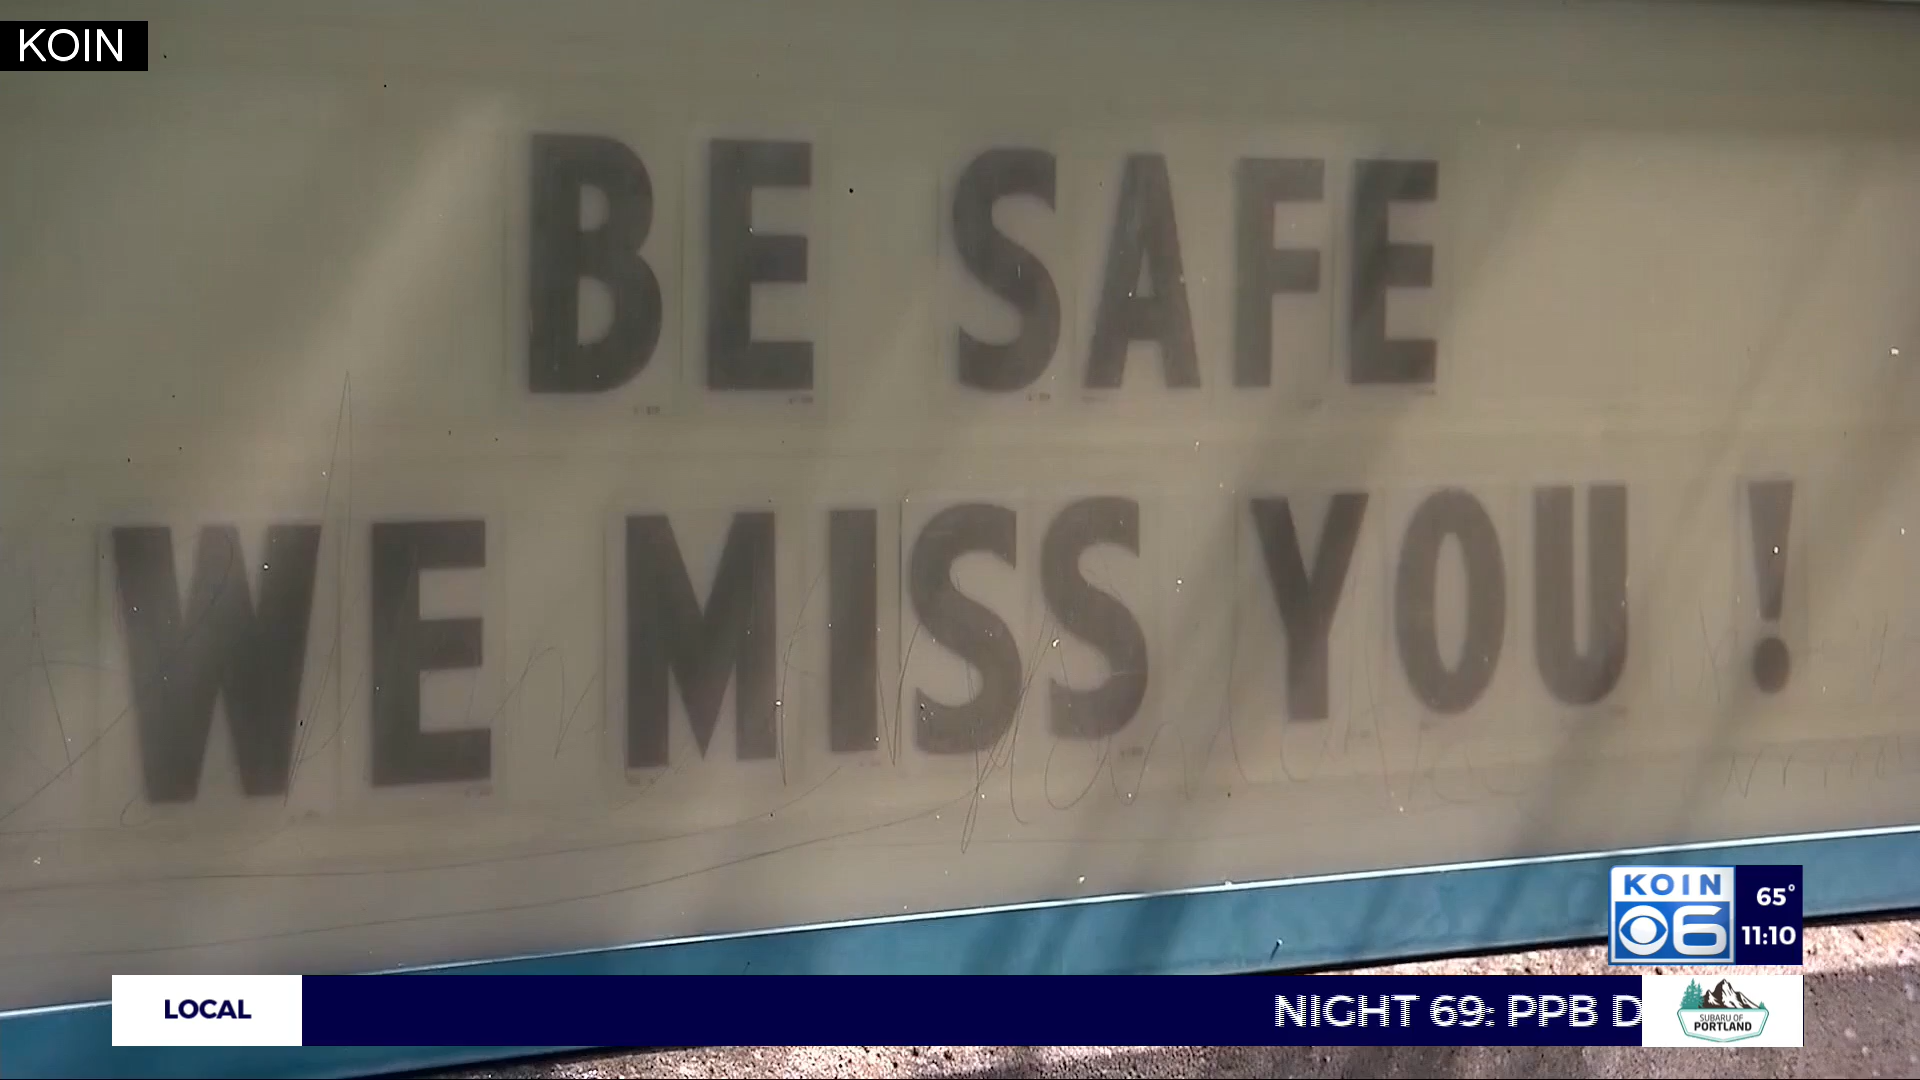 KOIN
BE SAFE
WE MISS YOU !
KOIN
6
65°
11:10
LOCAL
NIGHT 69: PPB D
SUBARU OF
PORTLAND